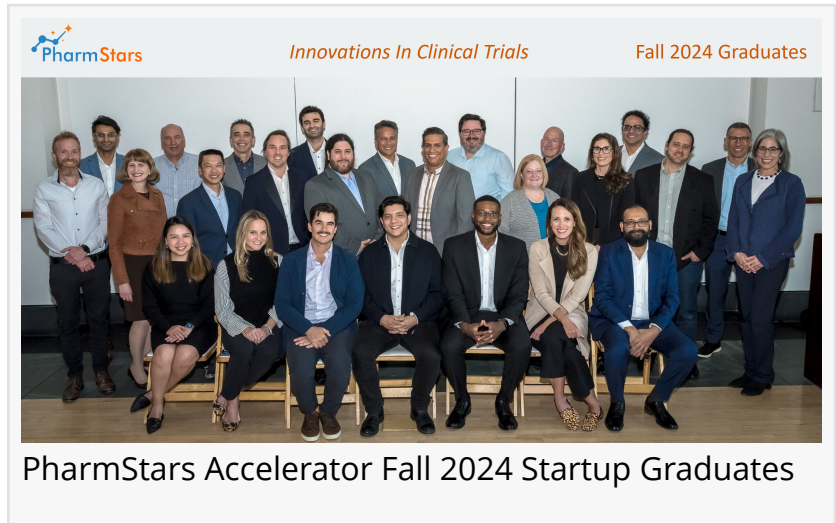 PharmStars
Innovations In Clinical Trials
Fall 2024 Graduates
PharmStars Accelerator Fall 2024 Startup Graduates